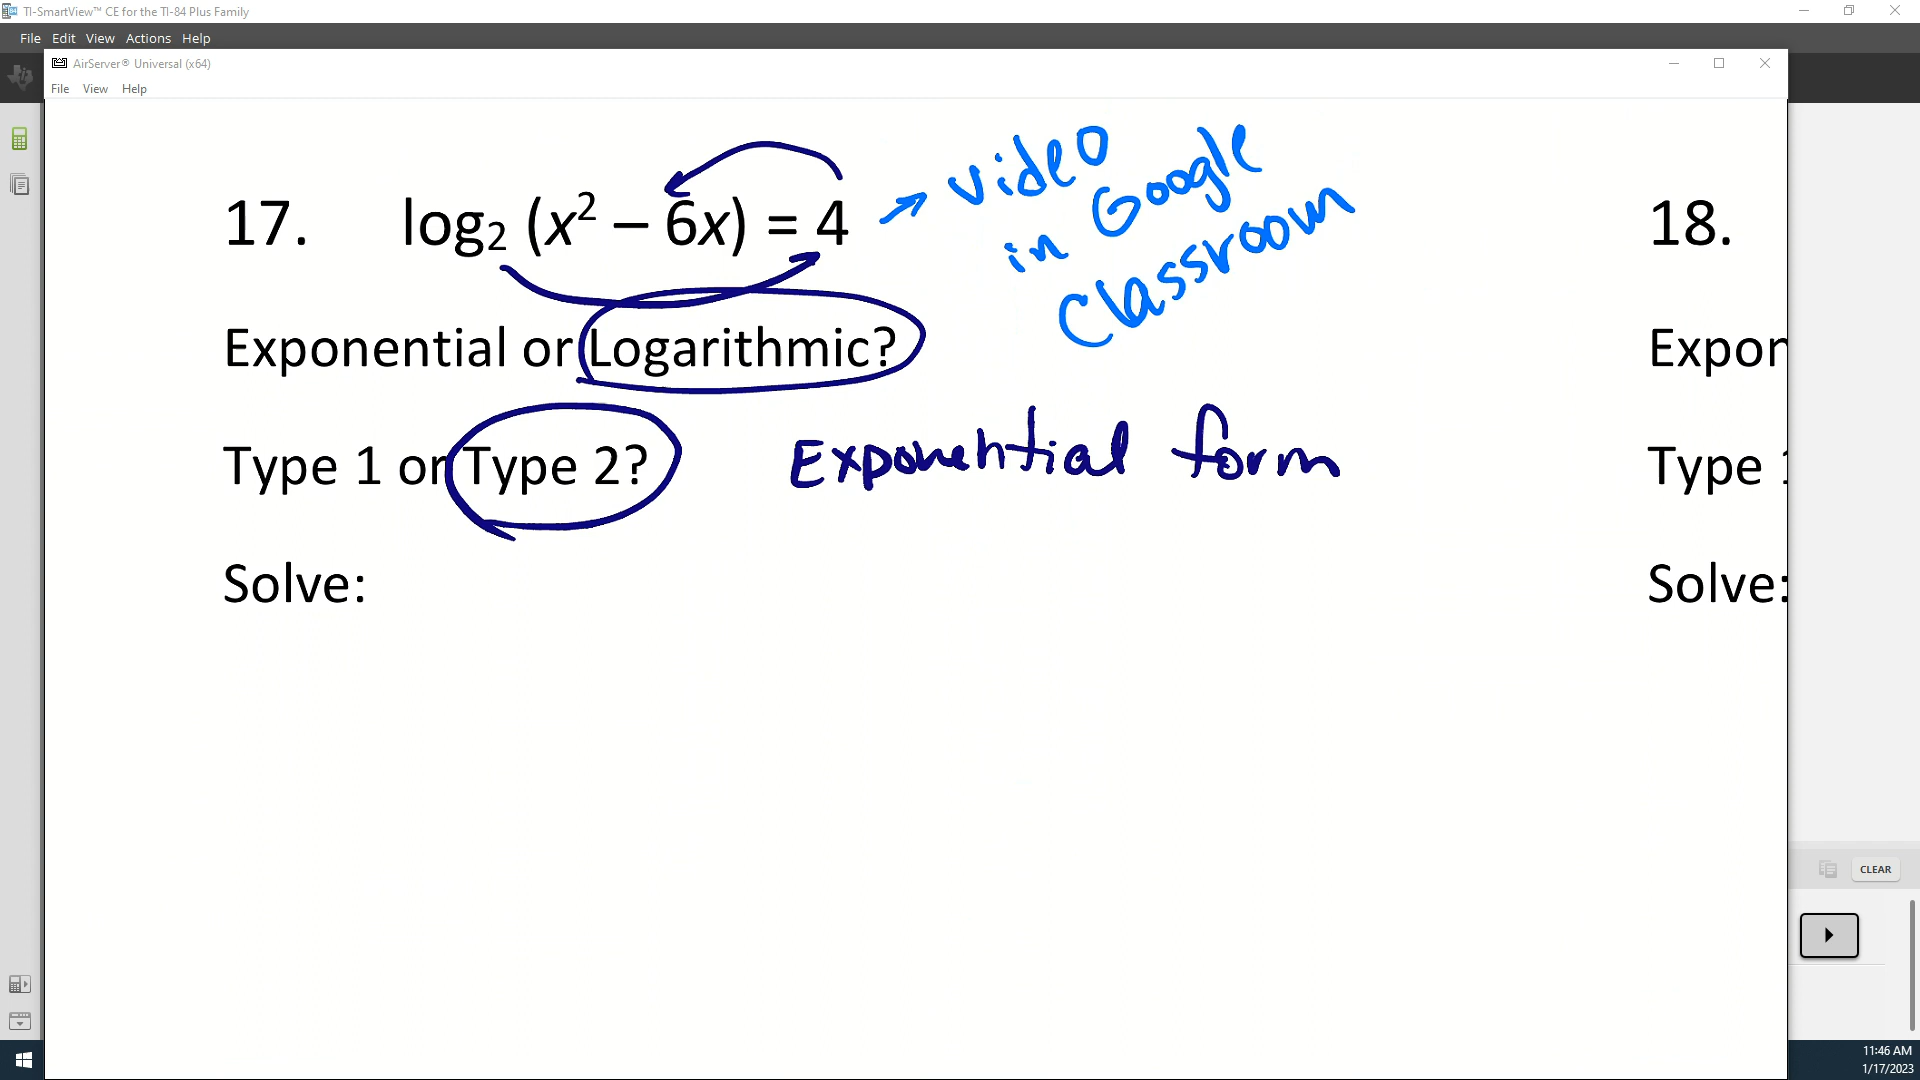 TI-SmartView™ CE for the TI-84 Plus Family
File Edit View Actions Help
AirServer® Universal (x64)
File View Help
17. log₂ (x² – 6x) = 4 → video in Google Classroom
18.
Exponential or Logarithmic?
Expon
Type 1 or Type 2? Exponential form
Type 1
Solve:
Solve:
CLEAR
11:46 AM
1/17/2023